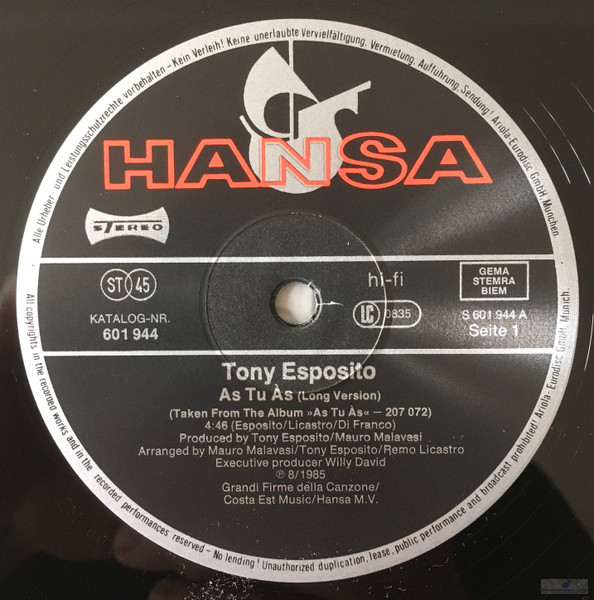 Alle Urheber- und Leistungsschutzrechte vorbehalten – Kein Verleih! Keine unerlaubte Vervielfältigung, Vermietung, Aufführung, Sendung! Ariola-Eurodisc GmbH, München.
HANSA
STEREO
ST 45
KATALOG-NR.
601 944
hi-fi
LC 0835
GEMA
STEMRA
BIEM
S 601 944 A
Seite 1
Tony Esposito
As Tu Às (Long Version)
(Taken From The Album »As Tu Às« – 207 072)
4:46 (Esposito/Licastro/Di Franco)
Produced by Tony Esposito/Mauro Malavasi
Arranged by Mauro Malavasi/Tony Esposito/Remo Licastro
Executive producer Willy David
℗ 8/1985
Grandi Firme della Canzone/
Costa Est Music/Hansa M.V.
All copyrights in the recorded works and in the recorded performances reserved – No lending! Unauthorized duplication, lease, public performance and broadcast prohibited! Ariola-Eurodisc GmbH, Munich.